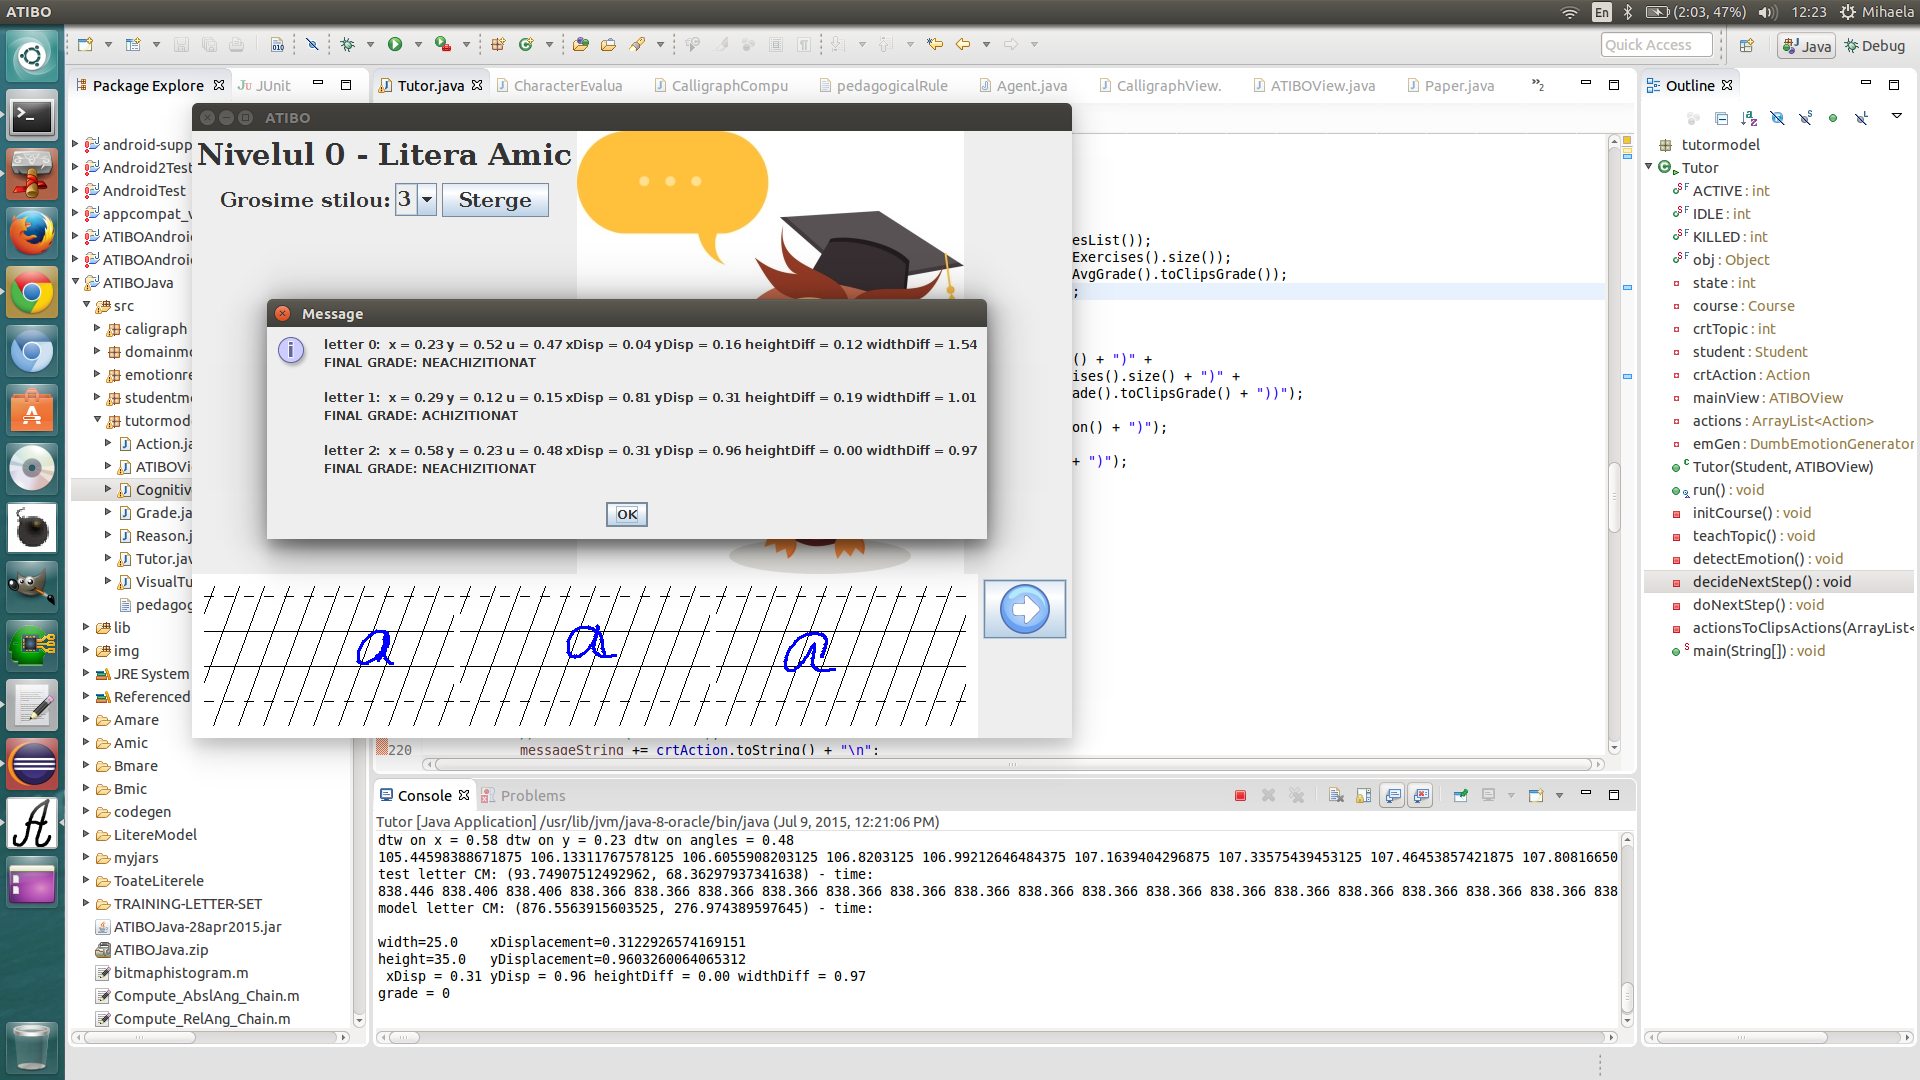 ATIBO
En
(2:03, 47%)
12:23
Mihaela
Quick Access
Java
Debug
Package Explore
JUnit
Tutor.java
CharacterEvalua
CalligraphCompu
pedagogicalRule
Agent.java
CalligraphView.
ATIBOView.java
Paper.java
»2
Outline
android-supp
Android2Test
AndroidTest
appcompat_v
ATIBOAndroi
ATIBOAndroi
ATIBOJava
src
caligraph
domainmo
emotionre
studentmo
tutormode
Action.ja
ATIBOVi
Cognitiv
Grade.ja
Reason.j
Tutor.jav
VisualTu
pedagog
lib
img
JRE System
Referenced
Amare
Amic
Bmare
Bmic
codegen
LitereModel
myjars
ToateLiterele
TRAINING-LETTER-SET
ATIBOJava-28apr2015.jar
ATIBOJava.zip
bitmaphistogram.m
Compute_AbslAng_Chain.m
Compute_RelAng_Chain.m
ATIBO
Nivelul 0 - Litera Amic
Grosime stilou: 3 Sterge
Message
letter 0: x = 0.23 y = 0.52 u = 0.47 xDisp = 0.04 yDisp = 0.16 heightDiff = 0.12 widthDiff = 1.54
FINAL GRADE: NEACHIZITIONAT
letter 1: x = 0.29 y = 0.12 u = 0.15 xDisp = 0.81 yDisp = 0.31 heightDiff = 0.19 widthDiff = 1.01
FINAL GRADE: ACHIZITIONAT
letter 2: x = 0.58 y = 0.23 u = 0.48 xDisp = 0.31 yDisp = 0.96 heightDiff = 0.00 widthDiff = 0.97
FINAL GRADE: NEACHIZITIONAT
OK
a a a
esList());
Exercises().size());
AvgGrade().toClipsGrade());
;
() + ")" +
ises().size() + ")" +
ade().toClipsGrade() + "))");
on() + ")");
+ ")");
220 messageString += crtAction.toString() + "\n";
tutormodel
Tutor
ACTIVE : int
IDLE : int
KILLED : int
obj : Object
state : int
course : Course
crtTopic : int
student : Student
crtAction : Action
mainView : ATIBOView
actions : ArrayList<Action>
emGen : DumbEmotionGenerator
Tutor(Student, ATIBOView)
run() : void
initCourse() : void
teachTopic() : void
detectEmotion() : void
decideNextStep() : void
doNextStep() : void
actionsToClipsActions(ArrayList<
main(String[]) : void
Console
Problems
Tutor [Java Application] /usr/lib/jvm/java-8-oracle/bin/java (Jul 9, 2015, 12:21:06 PM)
dtw on x = 0.58 dtw on y = 0.23 dtw on angles = 0.48
105.44598388671875 106.13311767578125 106.6055908203125 106.8203125 106.99212646484375 107.1639404296875 107.33575439453125 107.46453857421875 107.80816650
test letter CM: (93.74907512492962, 68.36297937341638) - time:
838.446 838.406 838.406 838.366 838.366 838.366 838.366 838.366 838.366 838.366 838.366 838.366 838.366 838.366 838.366 838.366 838.366 838.366 838.366 838
model letter CM: (876.5563915603525, 276.974389597645) - time:
width=25.0 xDisplacement=0.3122926574169151
height=35.0 yDisplacement=0.9603260064065312
xDisp = 0.31 yDisp = 0.96 heightDiff = 0.00 widthDiff = 0.97
grade = 0